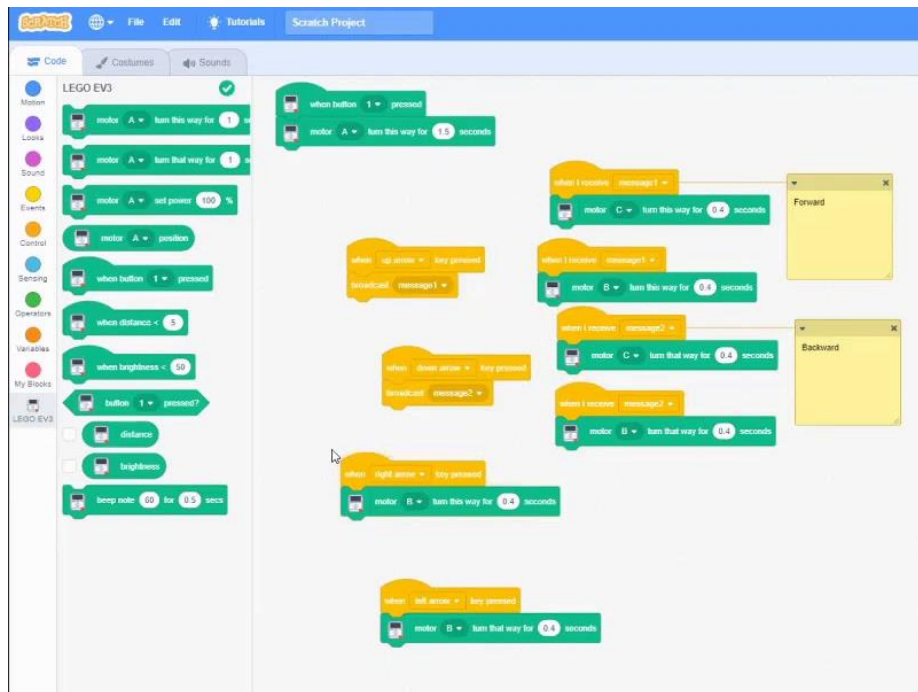 SCRATCH File Edit Tutorials Scratch Project
Code Costumes Sounds
Motion
Looks
Sound
Events
Control
Sensing
Operators
Variables
My Blocks
LEGO EV3
LEGO EV3
motor A turn this way for 1 se
motor A turn that way for 1 se
motor A set power 100 %
motor A position
when button 1 pressed
when distance < 5
when brightness < 50
button 1 pressed?
distance
brightness
beep note 60 for 0.5 secs
when button 1 pressed
motor A turn this way for 1.5 seconds
when I receive message1
motor C turn this way for 0.4 seconds
Forward
when up arrow key pressed
broadcast message1
when I receive message1
motor B turn this way for 0.4 seconds
when I receive message2
motor C turn that way for 0.4 seconds
Backward
when down arrow key pressed
broadcast message2
when I receive message2
motor B turn that way for 0.4 seconds
when right arrow key pressed
motor B turn this way for 0.4 seconds
when left arrow key pressed
motor B turn that way for 0.4 seconds